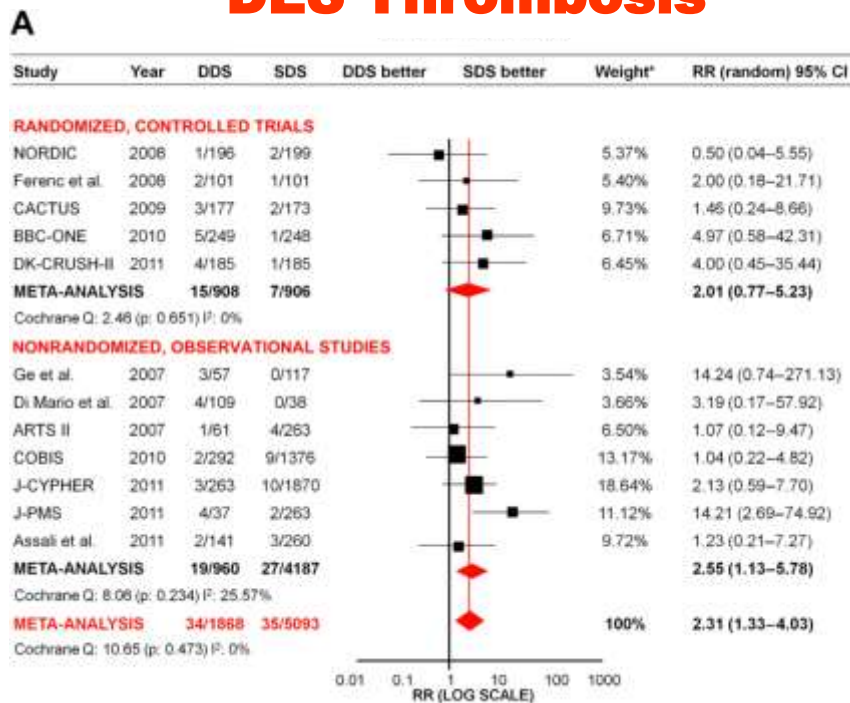 DES Thrombosis
A
Study Year DDS SDS DDS better SDS better Weight* RR (random) 95% CI
RANDOMIZED, CONTROLLED TRIALS
NORDIC 2008 1/196 2/199 5.37% 0.50 (0.04–5.55)
Ferenc et al. 2008 2/101 1/101 5.40% 2.00 (0.18–21.71)
CACTUS 2009 3/177 2/173 9.73% 1.46 (0.24–8.66)
BBC-ONE 2010 5/249 1/248 6.71% 4.97 (0.58–42.31)
DK-CRUSH-II 2011 4/185 1/185 6.45% 4.00 (0.45–35.44)
META-ANALYSIS 15/908 7/906 2.01 (0.77–5.23)
Cochrane Q: 2.46 (p: 0.651) I²: 0%
NONRANDOMIZED, OBSERVATIONAL STUDIES
Ge et al. 2007 3/57 0/117 3.54% 14.24 (0.74–271.13)
Di Mario et al. 2007 4/109 0/38 3.66% 3.19 (0.17–57.92)
ARTS II 2007 1/61 4/263 6.50% 1.07 (0.12–9.47)
COBIS 2010 2/292 9/1376 13.17% 1.04 (0.22–4.82)
J-CYPHER 2011 3/263 10/1870 18.64% 2.13 (0.59–7.70)
J-PMS 2011 4/37 2/263 11.12% 14.21 (2.69–74.92)
Assali et al. 2011 2/141 3/260 9.72% 1.23 (0.21–7.27)
META-ANALYSIS 19/960 27/4187 2.55 (1.13–5.78)
Cochrane Q: 8.06 (p: 0.234) I²: 25.57%
META-ANALYSIS 34/1868 35/5093 100% 2.31 (1.33–4.03)
Cochrane Q: 10.65 (p: 0.473) I²: 0%
0.01 0.1 1 10 100 1000
RR (LOG SCALE)